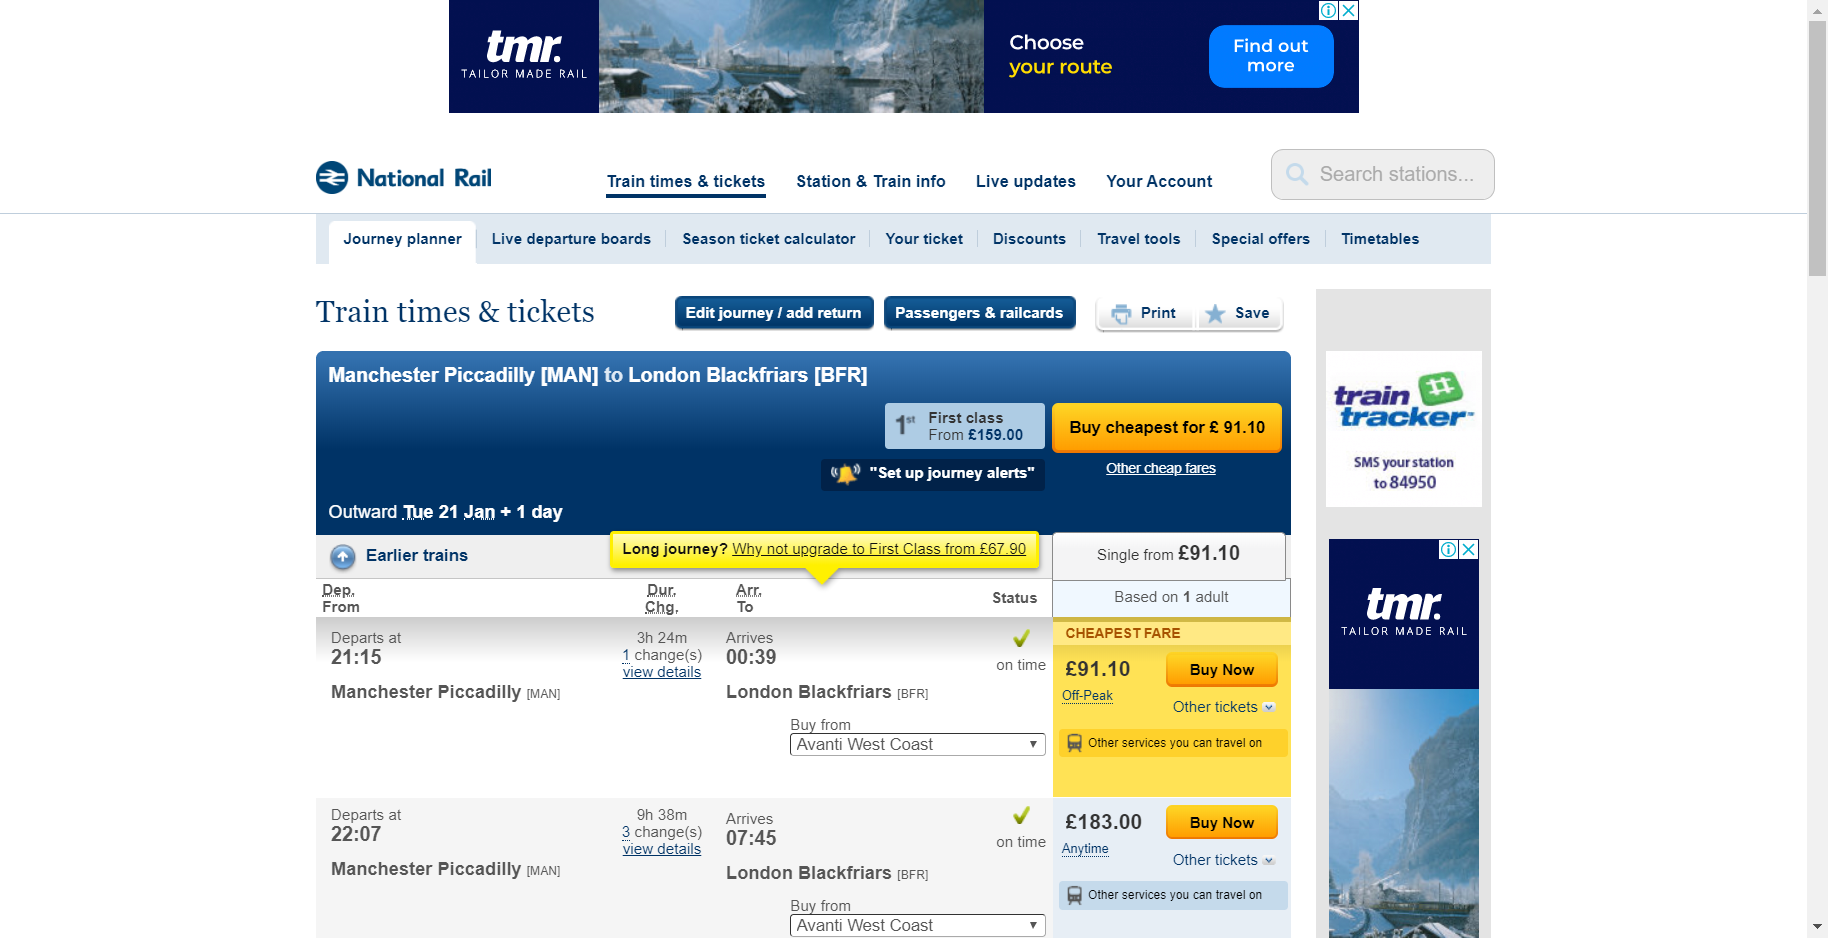 tmr.
TAILOR MADE RAIL
Choose
your route
Find out
more
National Rail
Train times & tickets
Station & Train info
Live updates
Your Account
Search stations...
Journey planner
Live departure boards
Season ticket calculator
Your ticket
Discounts
Travel tools
Special offers
Timetables
Train times & tickets
Edit journey / add return
Passengers & railcards
Print
Save
Manchester Piccadilly [MAN] to London Blackfriars [BFR]
1st
First class
From £159.00
Buy cheapest for £ 91.10
"Set up journey alerts"
Other cheap fares
Outward Tue 21 Jan + 1 day
Earlier trains
Long journey? Why not upgrade to First Class from £67.90
Single from £91.10
Dep.
From
Dur.
Chg.
Arr.
To
Status
Based on 1 adult
Departs at
21:15
Manchester Piccadilly [MAN]
3h 24m
1 change(s)
view details
Arrives
00:39
London Blackfriars [BFR]
on time
Buy from
Avanti West Coast
CHEAPEST FARE
£91.10
Off-Peak
Buy Now
Other tickets
Other services you can travel on
Departs at
22:07
Manchester Piccadilly [MAN]
9h 38m
3 change(s)
view details
Arrives
07:45
London Blackfriars [BFR]
on time
Buy from
Avanti West Coast
£183.00
Anytime
Buy Now
Other tickets
Other services you can travel on
train
tracker™
SMS your station
to 84950
tmr.
TAILOR MADE RAIL